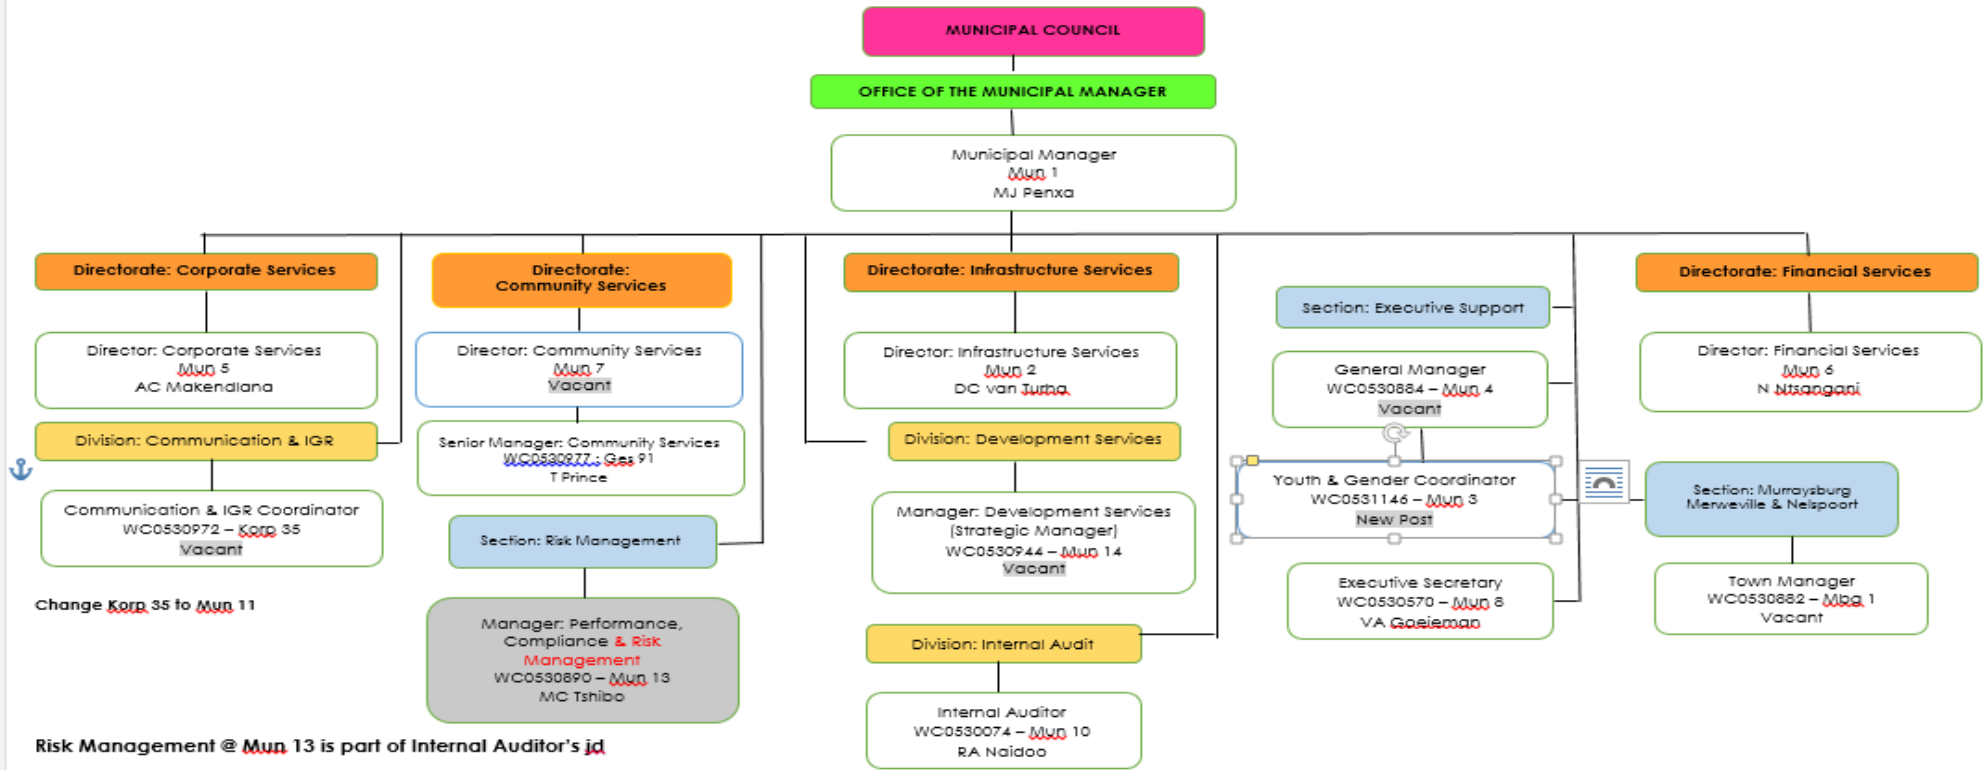 MUNICIPAL COUNCIL
OFFICE OF THE MUNICIPAL MANAGER
Municipal Manager
Mun 1
MJ Penxa
Directorate: Corporate Services
Director: Corporate Services
Mun 5
AC Makendlana
Division: Communication & IGR
Communication & IGR Coordinator
WC0530972 – Korp 35
Vacant
Change Korp 35 to Mun 11
Directorate:
Community Services
Director: Community Services
Mun 7
Vacant
Senior Manager: Community Services
WC0530977 : Ges 91
T Prince
Section: Risk Management
Manager: Performance,
Compliance & Risk
Management
WC0530890 – Mun 13
MC Tshibo
Risk Management @ Mun 13 is part of Internal Auditor's jd
Directorate: Infrastructure Services
Director: Infrastructure Services
Mun 2
DC van Turha
Division: Development Services
Manager: Development Services
(Strategic Manager)
WC0530944 – Mun 14
Vacant
Division: Internal Audit
Internal Auditor
WC0530074 – Mun 10
RA Naidoo
Section: Executive Support
General Manager
WC0530884 – Mun 4
Vacant
Youth & Gender Coordinator
WC0531146 – Mun 3
New Post
Executive Secretary
WC0530570 – Mun 8
VA Goeieman
Directorate: Financial Services
Director: Financial Services
Mun 6
N Ntsangani
Section: Murraysburg
Merweville & Nelspoort
Town Manager
WC0530882 – Mbg 1
Vacant